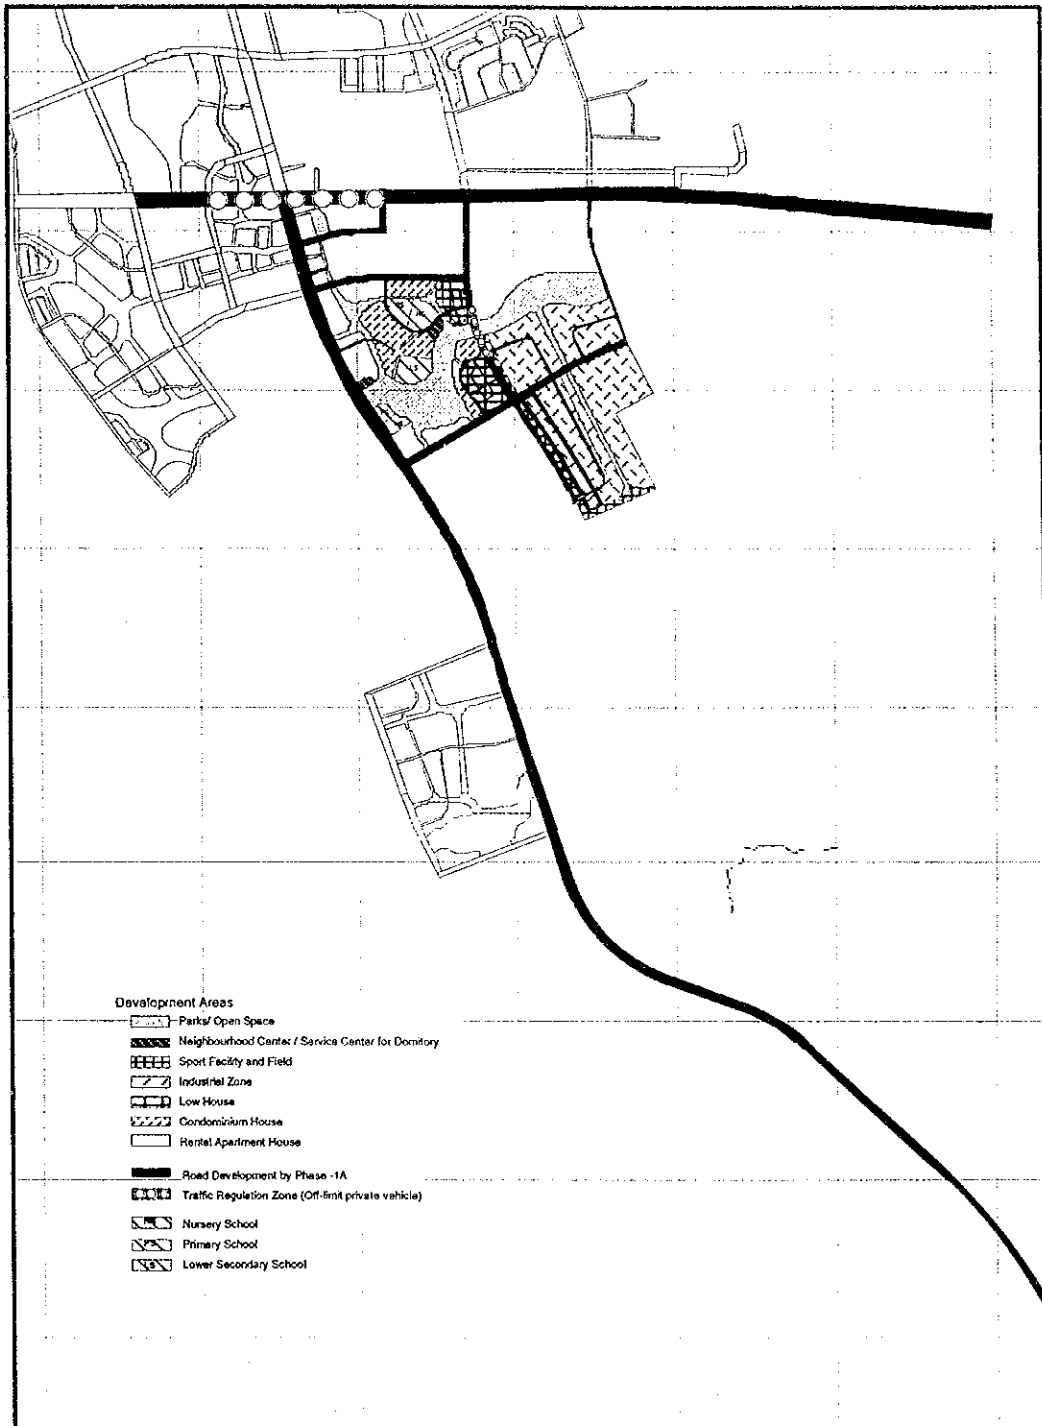 Development Areas
Parks/ Open Space
Neighbourhood Center / Service Center for Dormitory
Sport Facility and Field
Industrial Zone
Low House
Condominium House
Rental Apartment House
Road Development by Phase -1A
Traffic Regulation Zone (Off-limit private vehicle)
Nursery School
Primary School
Lower Secondary School